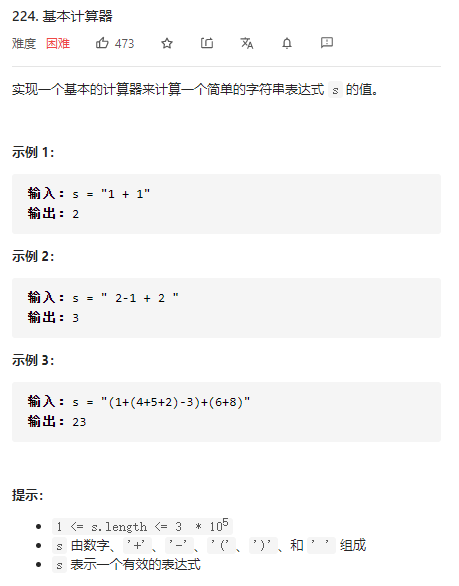 224. 基本计算器
难度 困难 473
实现一个基本的计算器来计算一个简单的字符串表达式 s 的值。
示例 1：
输入：s = "1 + 1"
输出：2
示例 2：
输入：s = " 2-1 + 2 "
输出：3
示例 3：
输入：s = "(1+(4+5+2)-3)+(6+8)"
输出：23
提示：
1 <= s.length <= 3 * 10⁵
s 由数字、'+'、'-'、'('、')'、和 ' ' 组成
s 表示一个有效的表达式